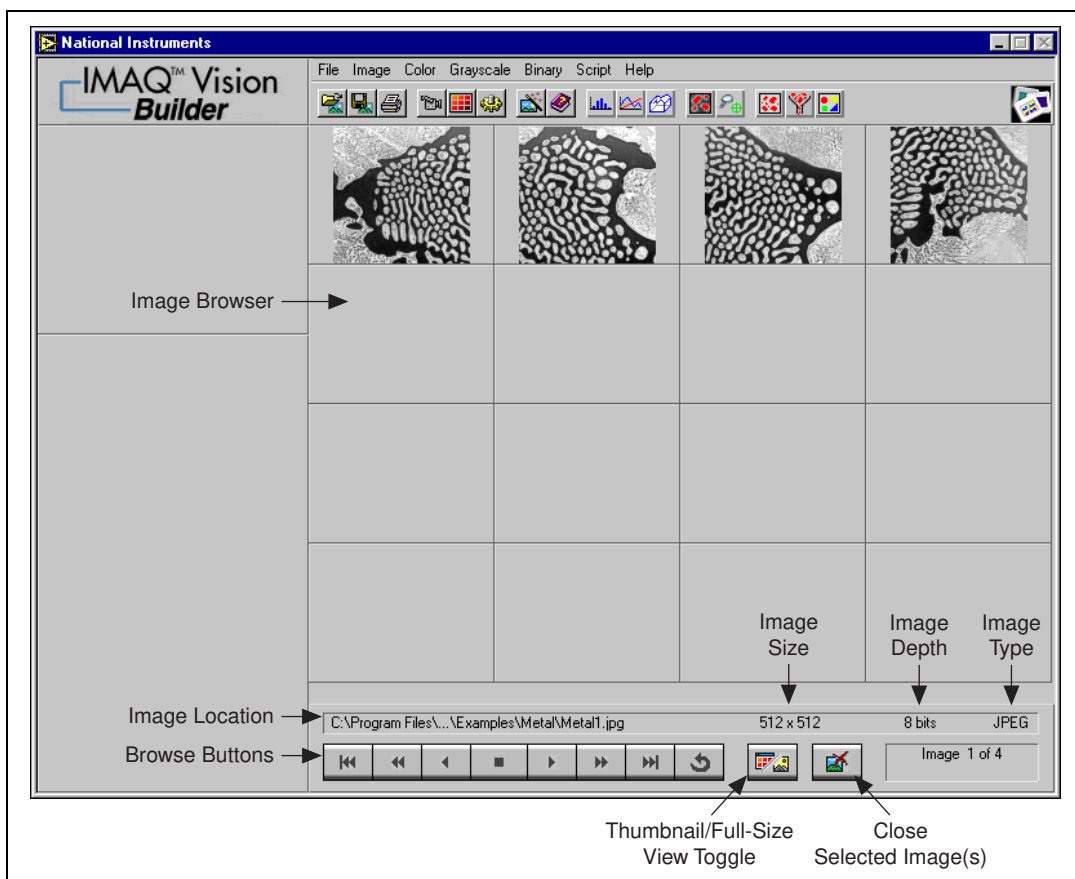 National Instruments
IMAQ™ Vision
Builder
File Image Color Grayscale Binary Script Help
Image Browser
Image
Size
Image
Depth
Image
Type
Image Location
C:\Program Files\...\Examples\Metal\Metal1.jpg 512 x 512 8 bits JPEG
Browse Buttons
Image 1 of 4
Thumbnail/Full-Size
View Toggle
Close
Selected Image(s)